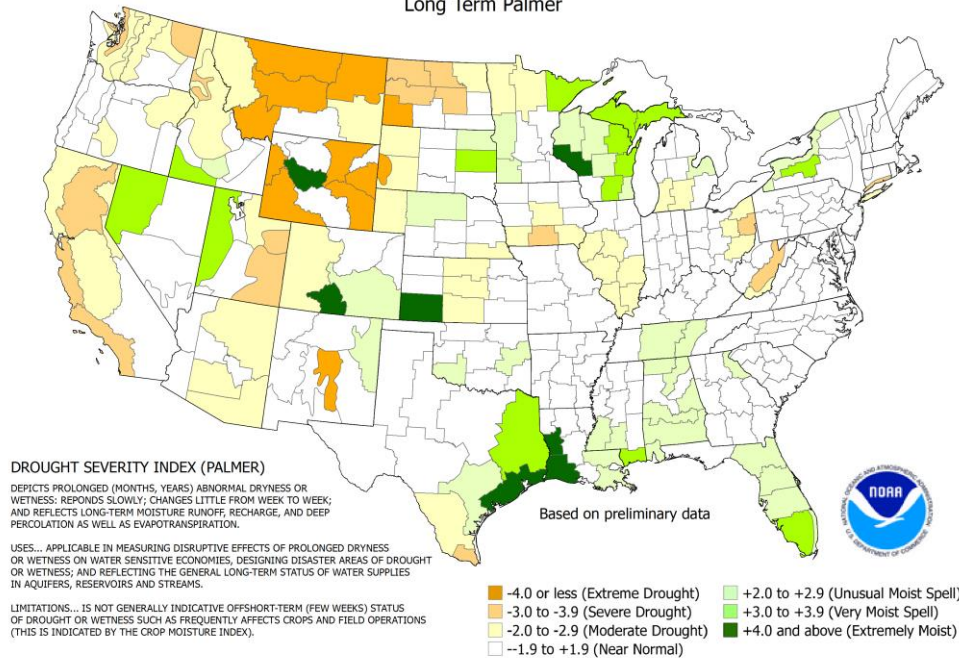 Long Term Palmer
DROUGHT SEVERITY INDEX (PALMER)
DEPICTS PROLONGED (MONTHS, YEARS) ABNORMAL DRYNESS OR
WETNESS: REPONDS SLOWLY; CHANGES LITTLE FROM WEEK TO WEEK;
AND REFLECTS LONG-TERM MOISTURE RUNOFF, RECHARGE, AND DEEP
PERCOLATION AS WELL AS EVAPOTRANSPIRATION.
USES... APPLICABLE IN MEASURING DISRUPTIVE EFFECTS OF PROLONGED DRYNESS
OR WETNESS ON WATER SENSITIVE ECONOMIES, DESIGNING DISASTER AREAS OF DROUGHT
OR WETNESS; AND REFLECTING THE GENERAL LONG-TERM STATUS OF WATER SUPPLIES
IN AQUIFERS, RESERVOIRS AND STREAMS.
LIMITATIONS... IS NOT GENERALLY INDICATIVE OFFSHORT-TERM (FEW WEEKS) STATUS
OF DROUGHT OR WETNESS SUCH AS FREQUENTLY AFFECTS CROPS AND FIELD OPERATIONS
(THIS IS INDICATED BY THE CROP MOISTURE INDEX).
Based on preliminary data
NATIONAL OCEANIC AND ATMOSPHERIC ADMINISTRATION
NOAA
U.S. DEPARTMENT OF COMMERCE
-4.0 or less (Extreme Drought)
-3.0 to -3.9 (Severe Drought)
-2.0 to -2.9 (Moderate Drought)
--1.9 to +1.9 (Near Normal)
+2.0 to +2.9 (Unusual Moist Spell)
+3.0 to +3.9 (Very Moist Spell)
+4.0 and above (Extremely Moist)